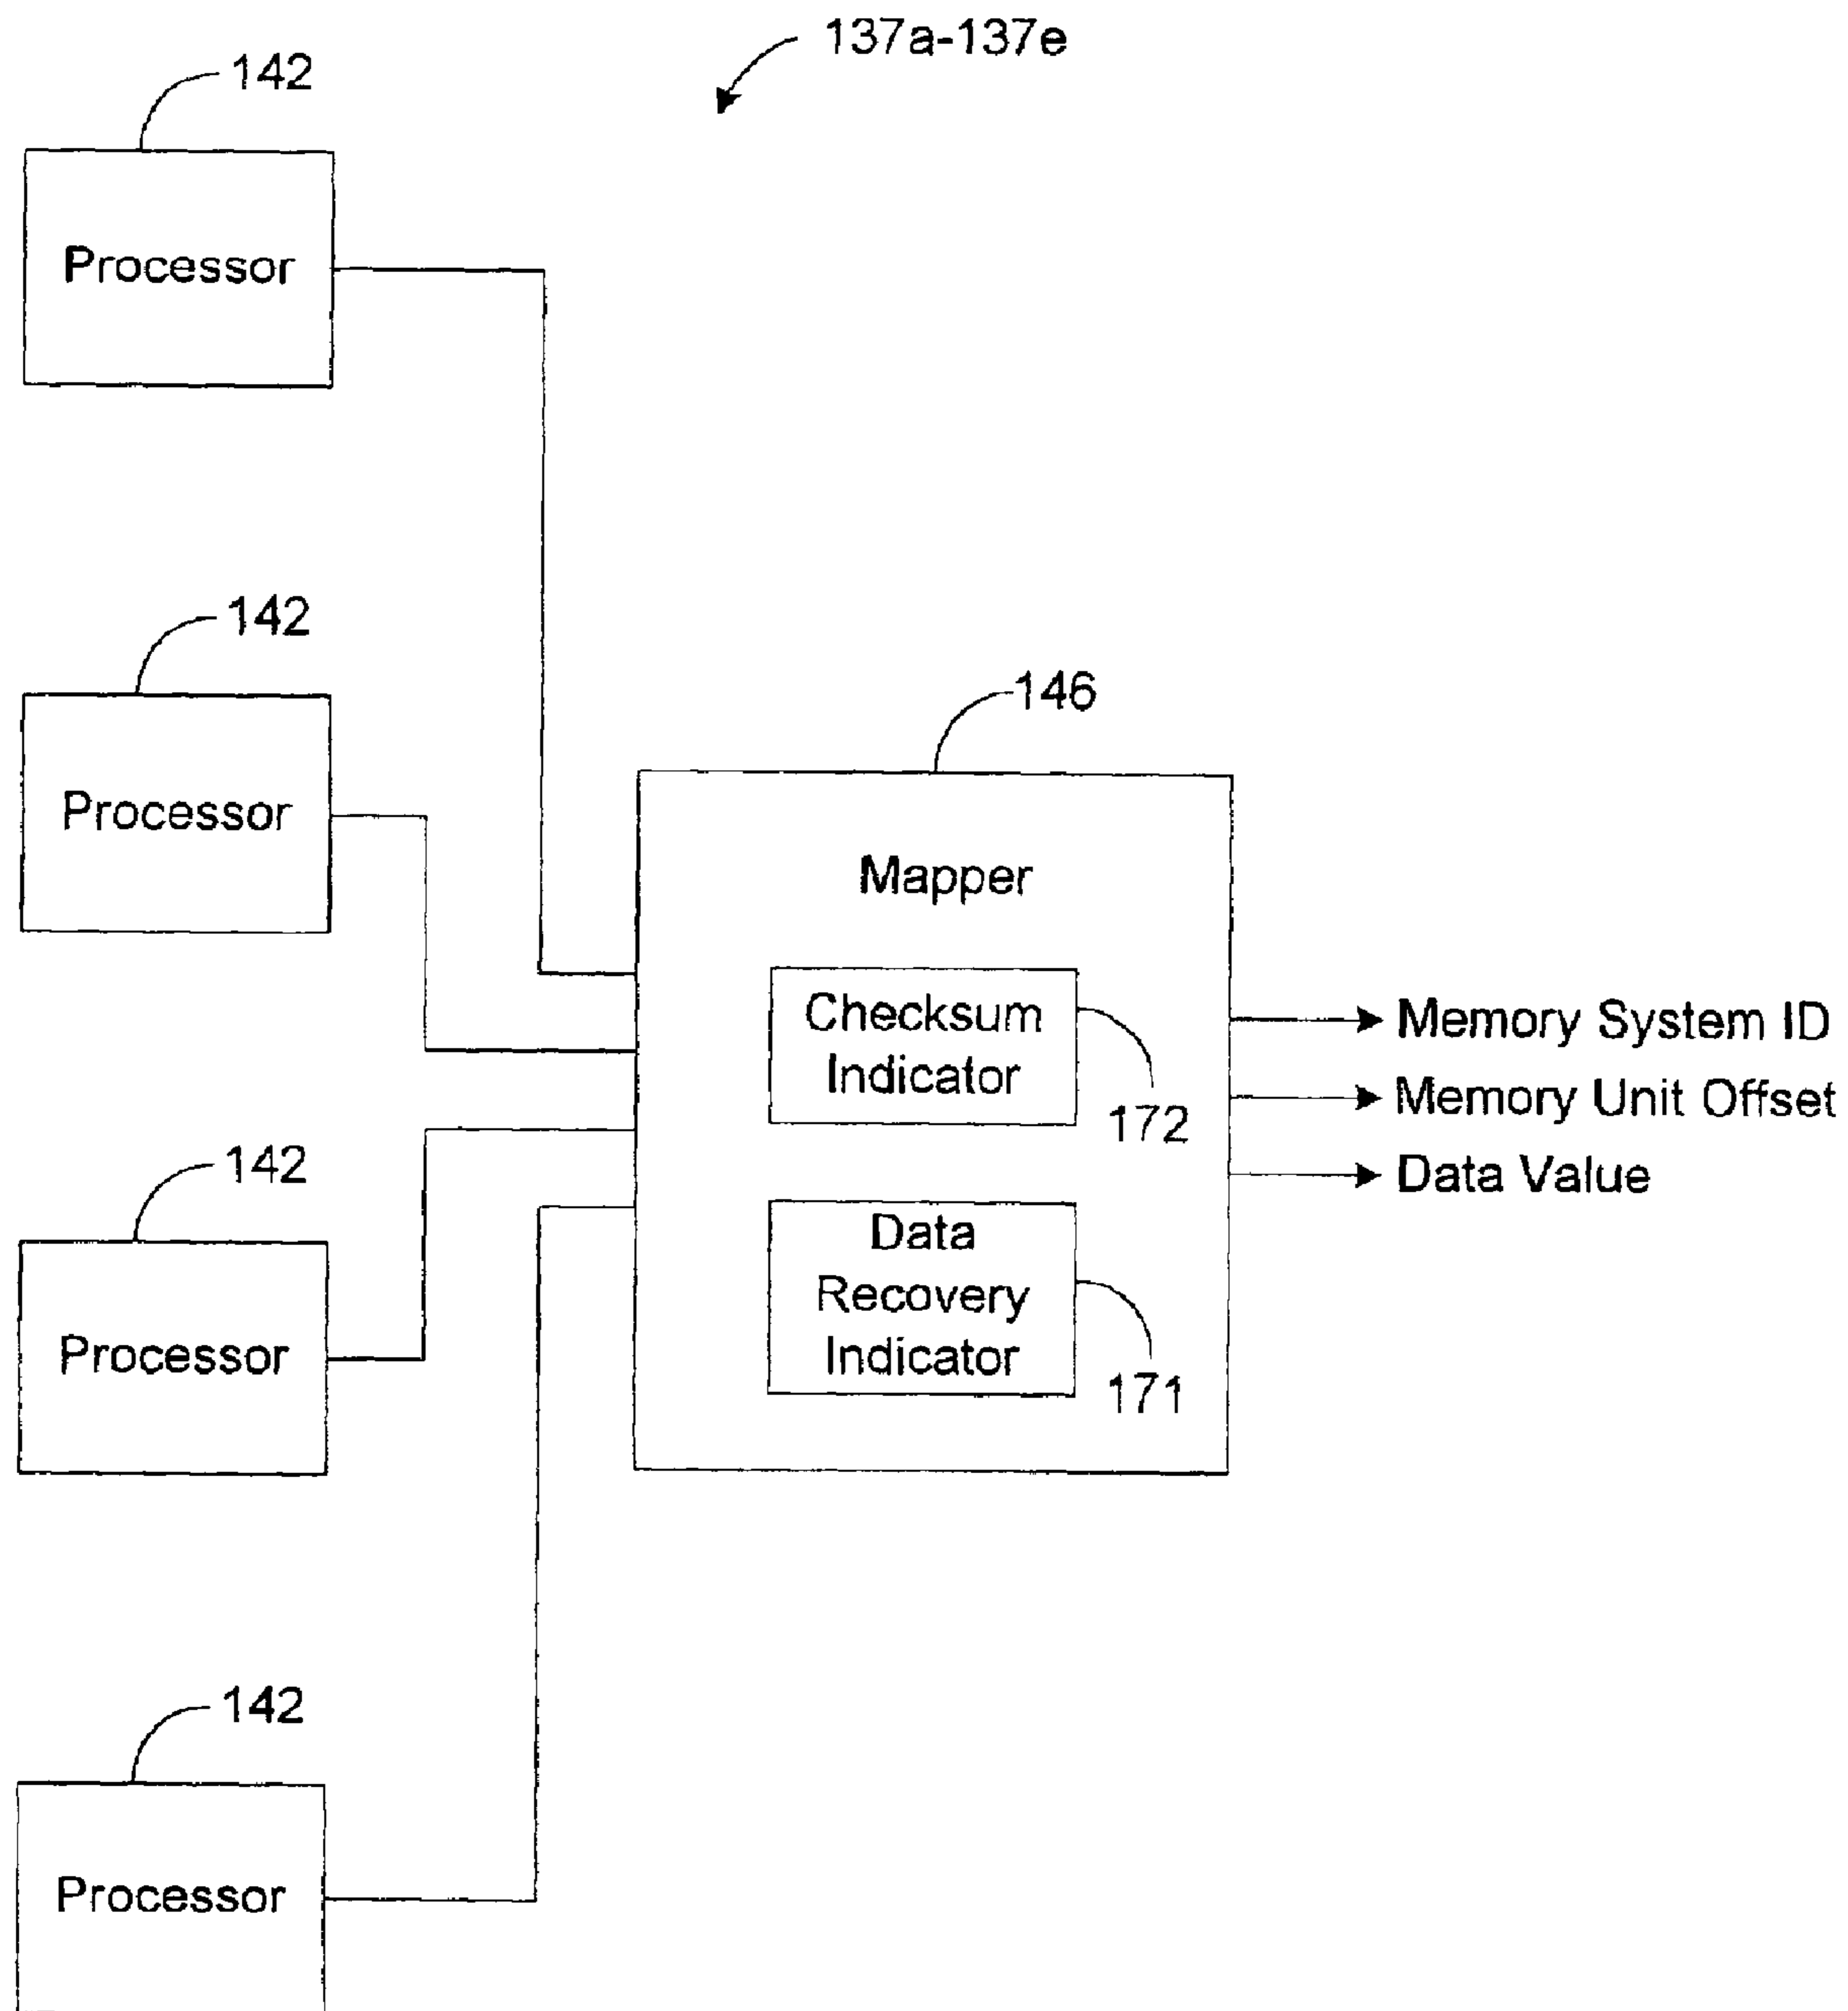 137a-137e
142
Processor
142
Processor
146
Mapper
Checksum
Indicator
172
Memory System ID
Memory Unit Offset
Data Value
142
Processor
Data
Recovery
Indicator
171
142
Processor